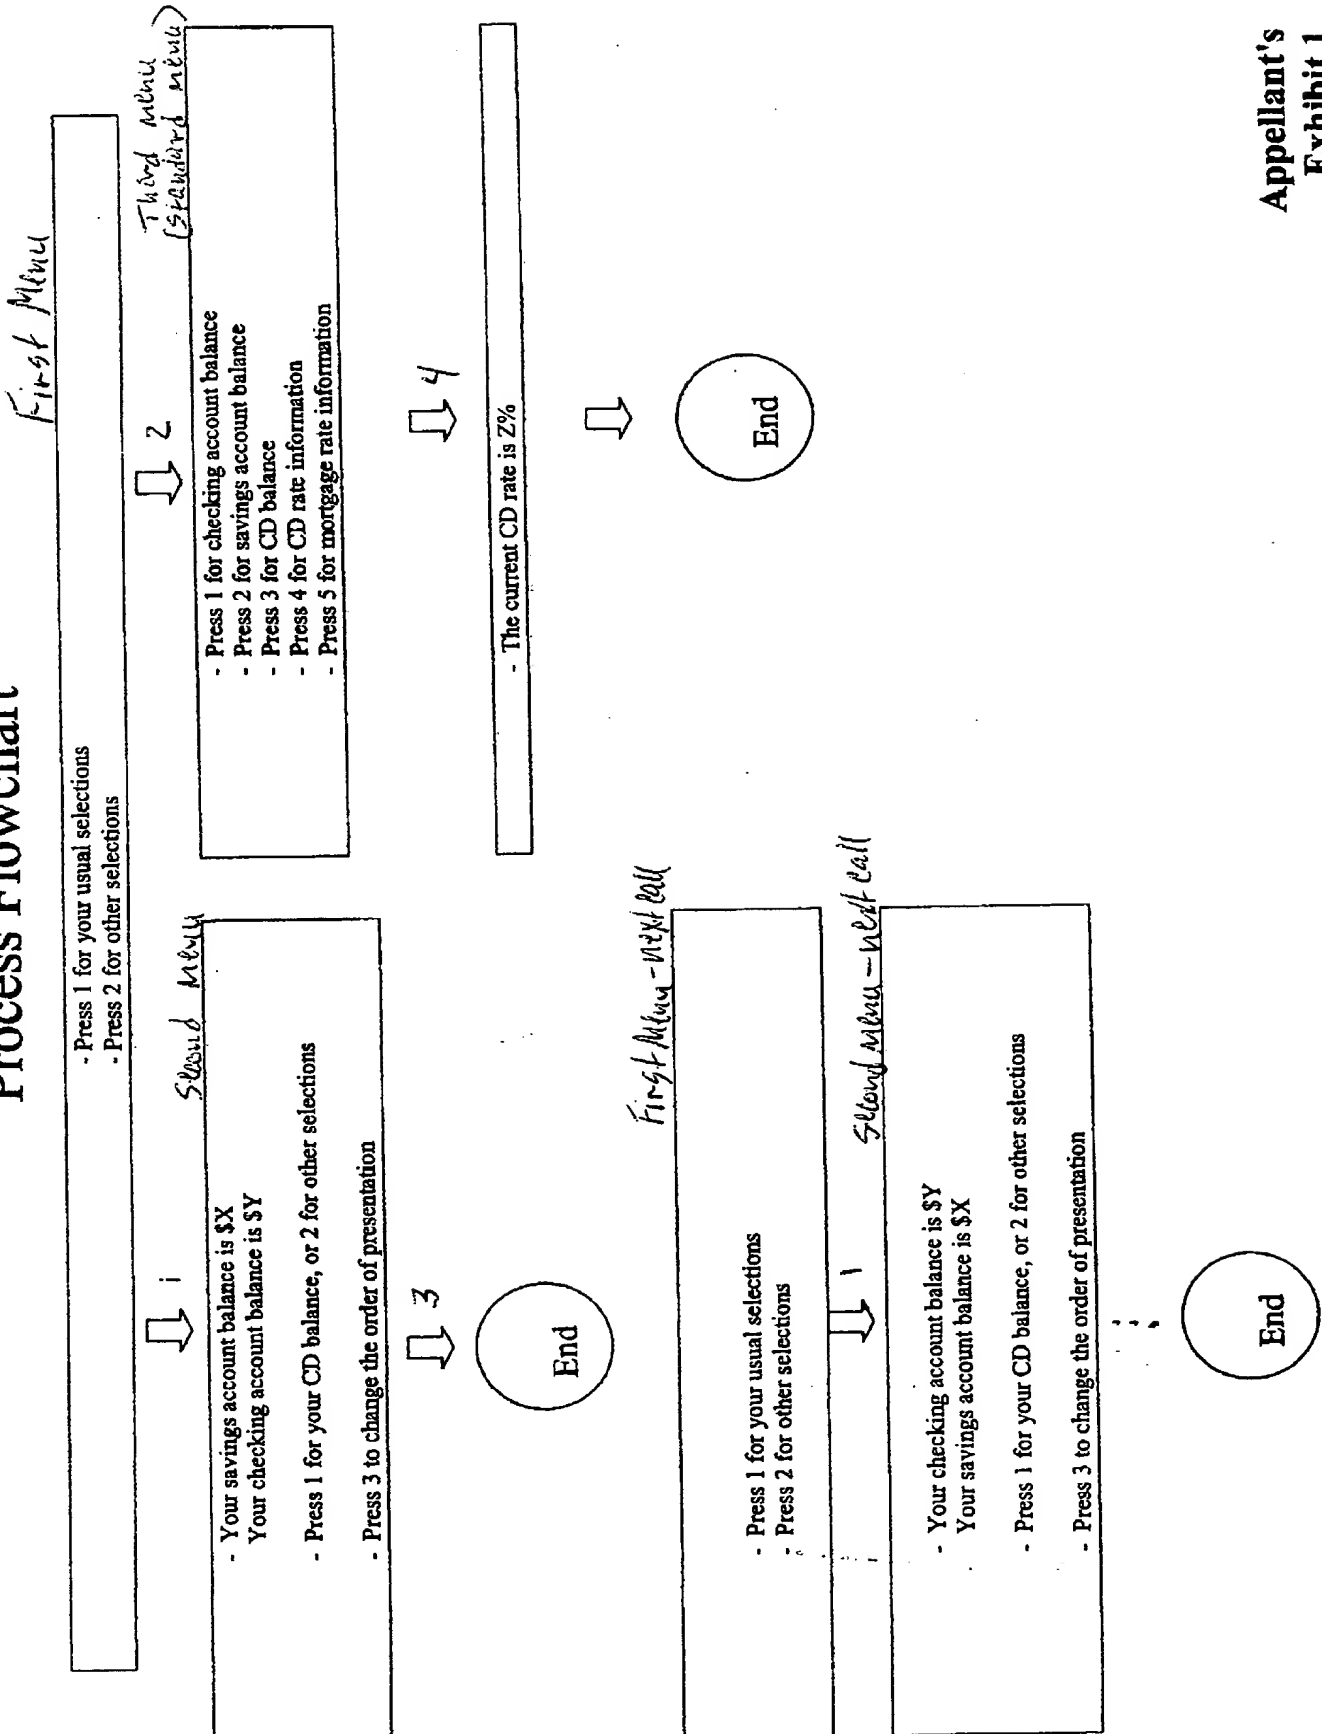 Process Flowchart
First Menu
- Press 1 for your usual selections
- Press 2 for other selections
1
2
Second Menu
- Your savings account balance is $X
Your checking account balance is $Y
- Press 1 for your CD balance, or 2 for other selections
- Press 3 to change the order of presentation
3
End
Third Menu
(standard menu)
- Press 1 for checking account balance
- Press 2 for savings account balance
- Press 3 for CD balance
- Press 4 for CD rate information
- Press 5 for mortgage rate information
4
- The current CD rate is Z%
End
First Menu - next call
- Press 1 for your usual selections
- Press 2 for other selections
1
Second Menu - next call
- Your checking account balance is $Y
Your savings account balance is $X
- Press 1 for your CD balance, or 2 for other selections
- Press 3 to change the order of presentation
End
Appellant's
Exhibit 1